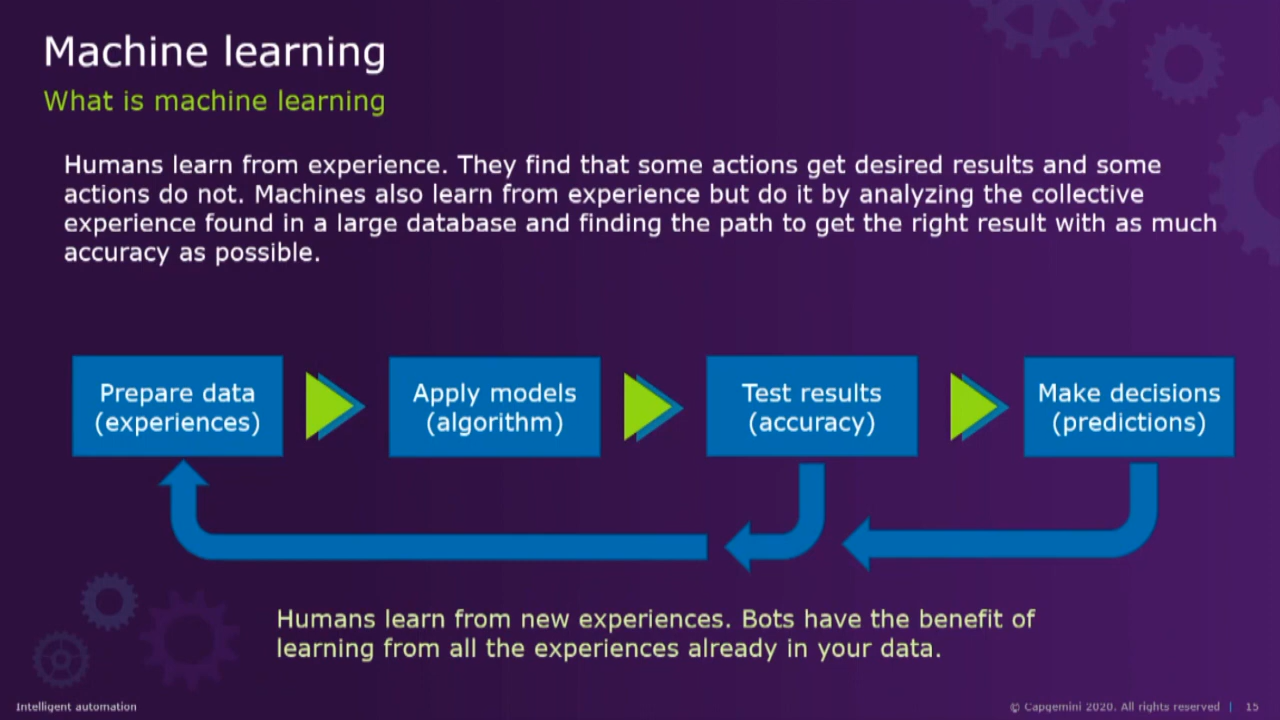 Machine learning
What is machine learning
Humans learn from experience. They find that some actions get desired results and some
actions do not. Machines also learn from experience but do it by analyzing the collective
experience found in a large database and finding the path to get the right result with as much
accuracy as possible.
Prepare data
(experiences)
Apply models
(algorithm)
Test results
(accuracy)
Make decisions
(predictions)
Humans learn from new experiences. Bots have the benefit of
learning from all the experiences already in your data.
Intelligent automation
© Capgemini 2020. All rights reserved | 15